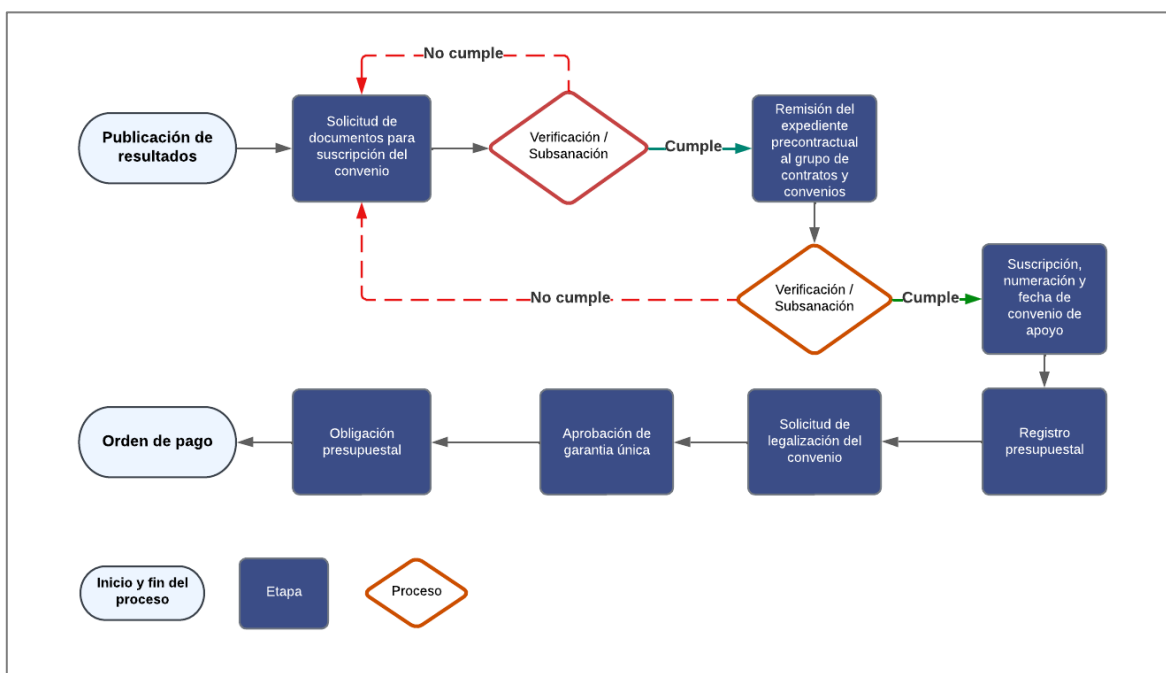 No cumple
Publicación de
resultados
Solicitud de
documentos para
suscripción del
convenio
Verificación /
Subsanación
Cumple
Remisión del
expediente
precontractual
al grupo de
contratos y
convenios
No cumple
Verificación /
Subsanación
Cumple
Suscripción,
numeración y
fecha de
convenio de
apoyo
Orden de pago
Obligación
presupuestal
Aprobación de
garantia única
Solicitud de
legalización del
convenio
Registro
presupuestal
Inicio y fin del
proceso
Etapa
Proceso